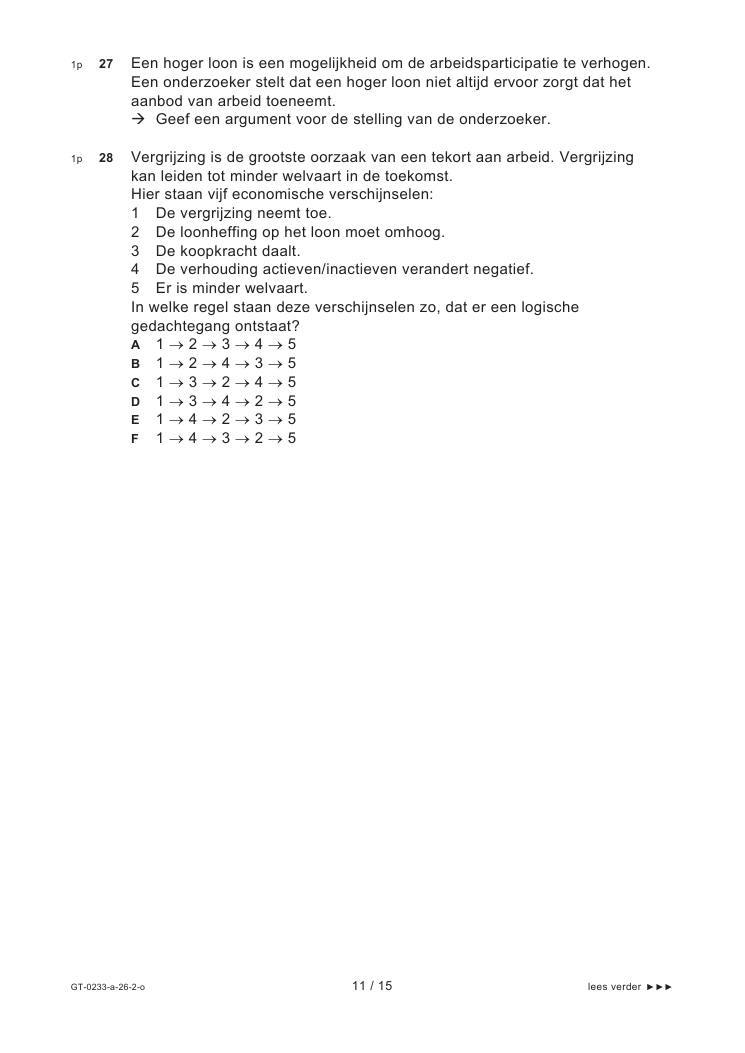 1p 27 Een hoger loon is een mogelijkheid om de arbeidsparticipatie te verhogen.
Een onderzoeker stelt dat een hoger loon niet altijd ervoor zorgt dat het
aanbod van arbeid toeneemt.
→ Geef een argument voor de stelling van de onderzoeker.
1p 28 Vergrijzing is de grootste oorzaak van een tekort aan arbeid. Vergrijzing
kan leiden tot minder welvaart in de toekomst.
Hier staan vijf economische verschijnselen:
1 De vergrijzing neemt toe.
2 De loonheffing op het loon moet omhoog.
3 De koopkracht daalt.
4 De verhouding actieven/inactieven verandert negatief.
5 Er is minder welvaart.
In welke regel staan deze verschijnselen zo, dat er een logische
gedachtegang ontstaat?
A 1 → 2 → 3 → 4 → 5
B 1 → 2 → 4 → 3 → 5
C 1 → 3 → 2 → 4 → 5
D 1 → 3 → 4 → 2 → 5
E 1 → 4 → 2 → 3 → 5
F 1 → 4 → 3 → 2 → 5
GT-0233-a-26-2-o 11 / 15 lees verder ►►►